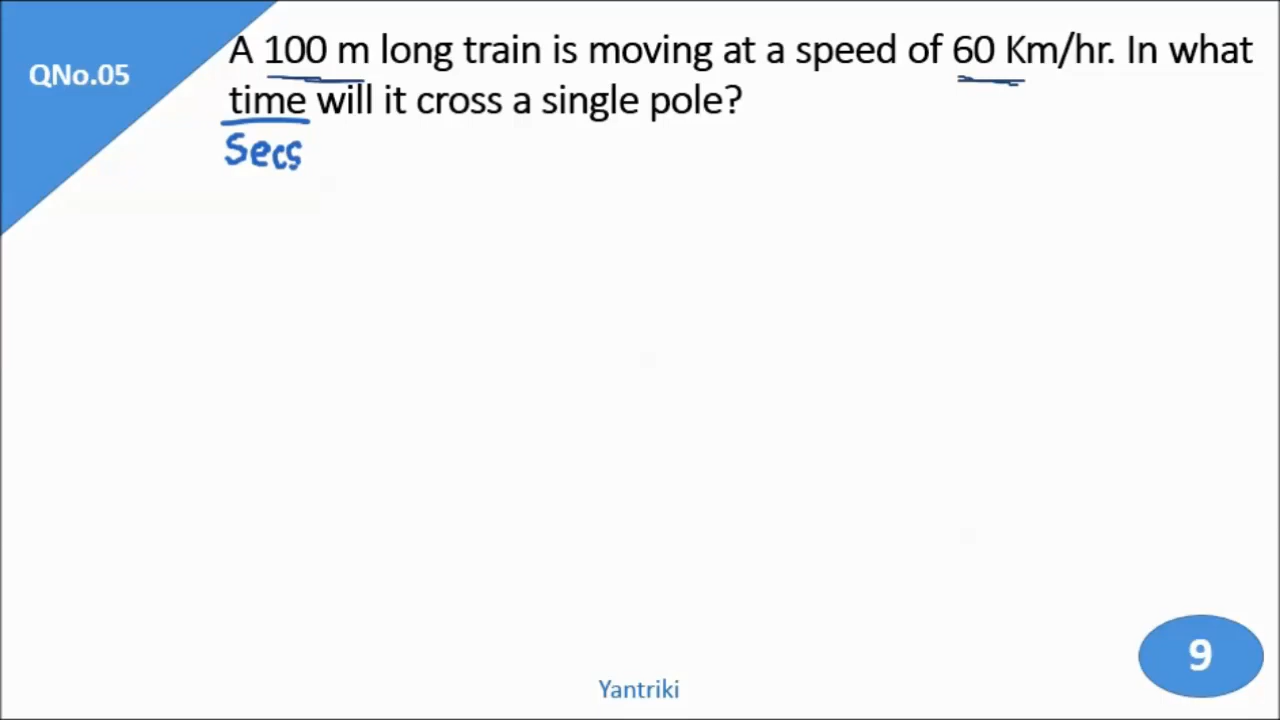 QNo.05
A 100 m long train is moving at a speed of 60 Km/hr. In what
time will it cross a single pole?
Secs
9
Yantriki